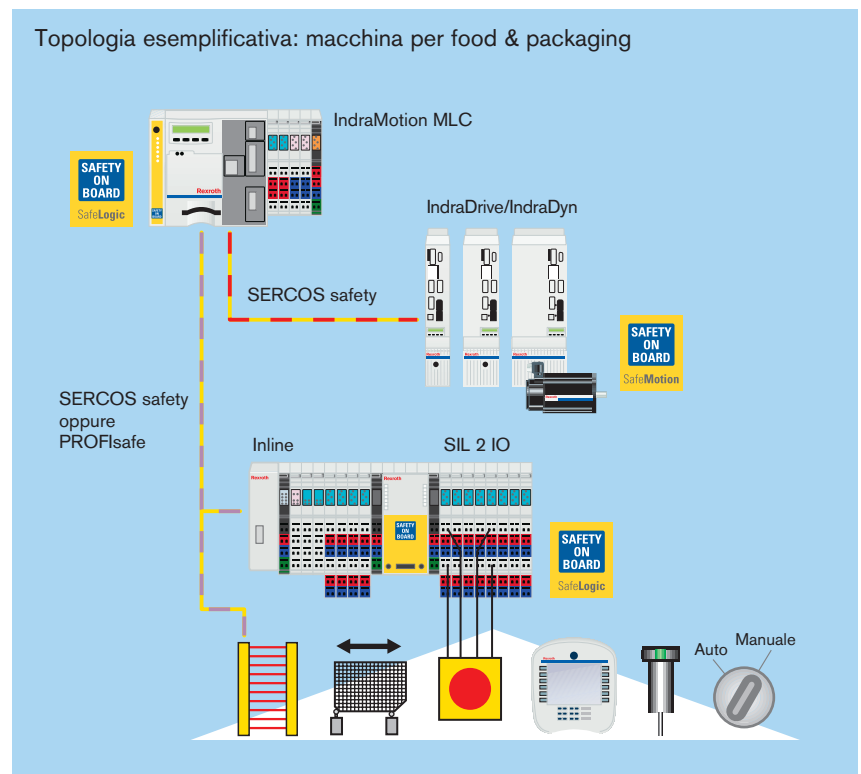 Topologia esemplificativa: macchina per food & packaging
IndraMotion MLC
SAFETY
ON
BOARD
SafeLogic
Rexroth
IndraDrive/IndraDyn
SERCOS safety
SAFETY
ON
BOARD
SafeMotion
Rexroth
Rexroth
Rexroth
SERCOS safety
oppure
PROFIsafe
Inline
SIL 2 IO
Rexroth
Rexroth
SAFETY
ON
BOARD
SAFETY
ON
BOARD
SafeLogic
Auto
Manuale